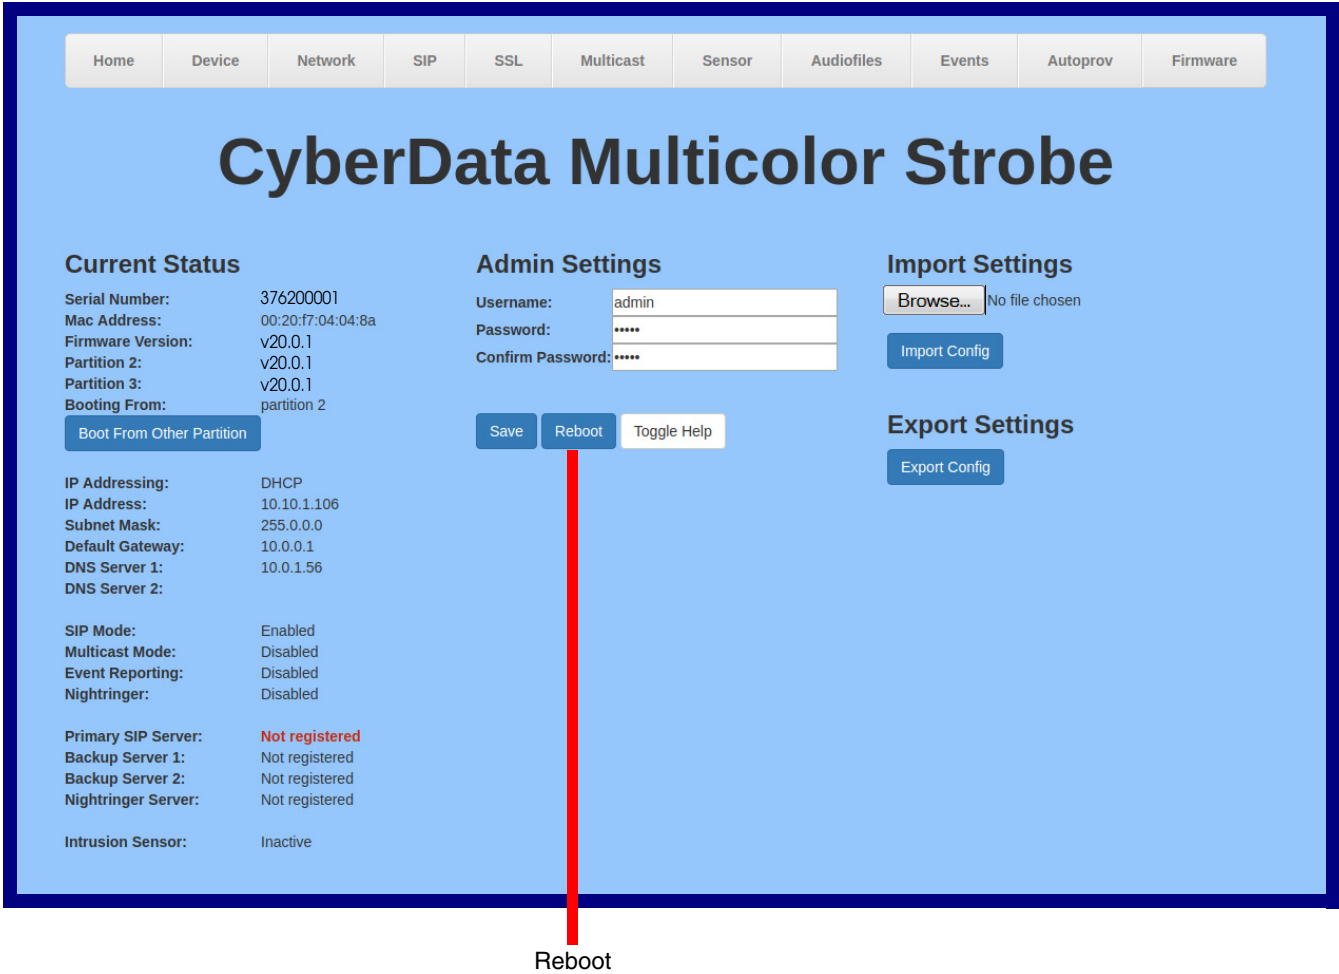 Home Device Network SIP SSL Multicast Sensor Audiofiles Events Autoprov Firmware
CyberData Multicolor Strobe
Current Status
Serial Number: 376200001
Mac Address: 00:20:f7:04:04:8a
Firmware Version: v20.0.1
Partition 2: v20.0.1
Partition 3: v20.0.1
Booting From: partition 2
Boot From Other Partition
IP Addressing: DHCP
IP Address: 10.10.1.106
Subnet Mask: 255.0.0.0
Default Gateway: 10.0.0.1
DNS Server 1: 10.0.1.56
DNS Server 2:
SIP Mode: Enabled
Multicast Mode: Disabled
Event Reporting: Disabled
Nightringer: Disabled
Primary SIP Server: Not registered
Backup Server 1: Not registered
Backup Server 2: Not registered
Nightringer Server: Not registered
Intrusion Sensor: Inactive
Admin Settings
Username: admin
Password: •••••
Confirm Password: •••••
Save Reboot Toggle Help
Import Settings
Browse... No file chosen
Import Config
Export Settings
Export Config
Reboot